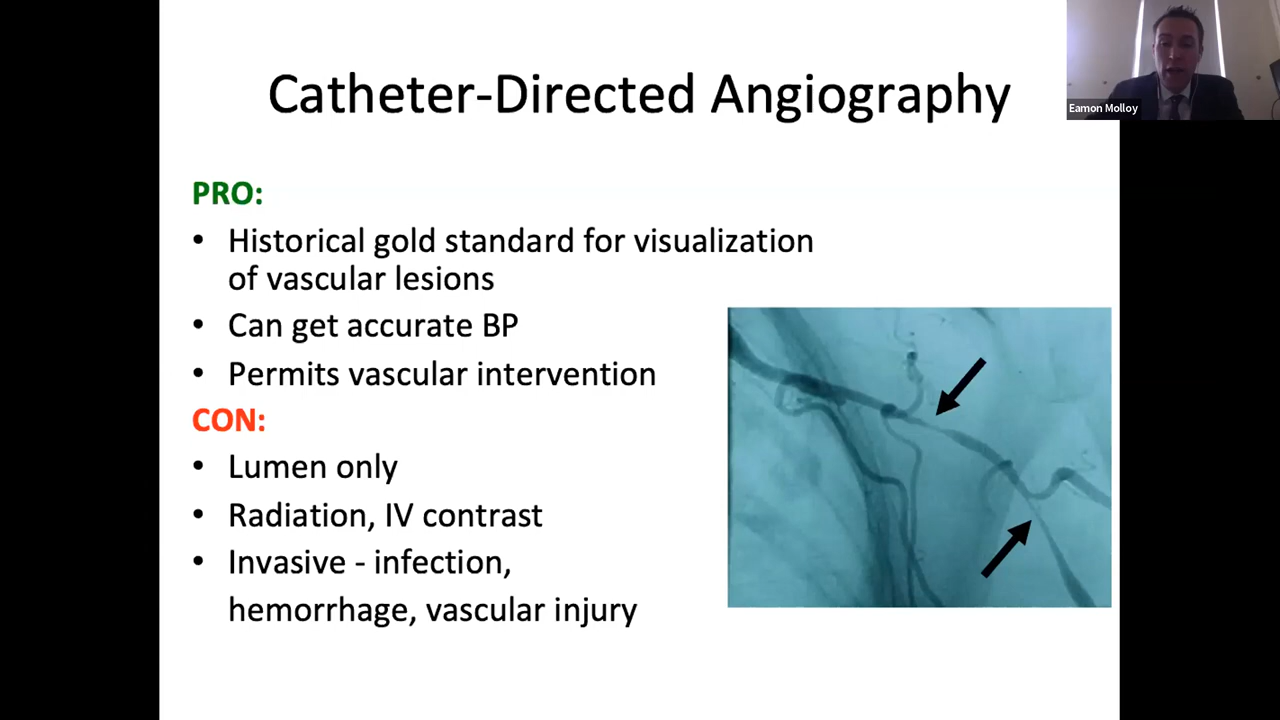 Catheter-Directed Angiography
Eamon Molloy
PRO:
• Historical gold standard for visualization
of vascular lesions
• Can get accurate BP
• Permits vascular intervention
CON:
• Lumen only
• Radiation, IV contrast
• Invasive - infection,
hemorrhage, vascular injury